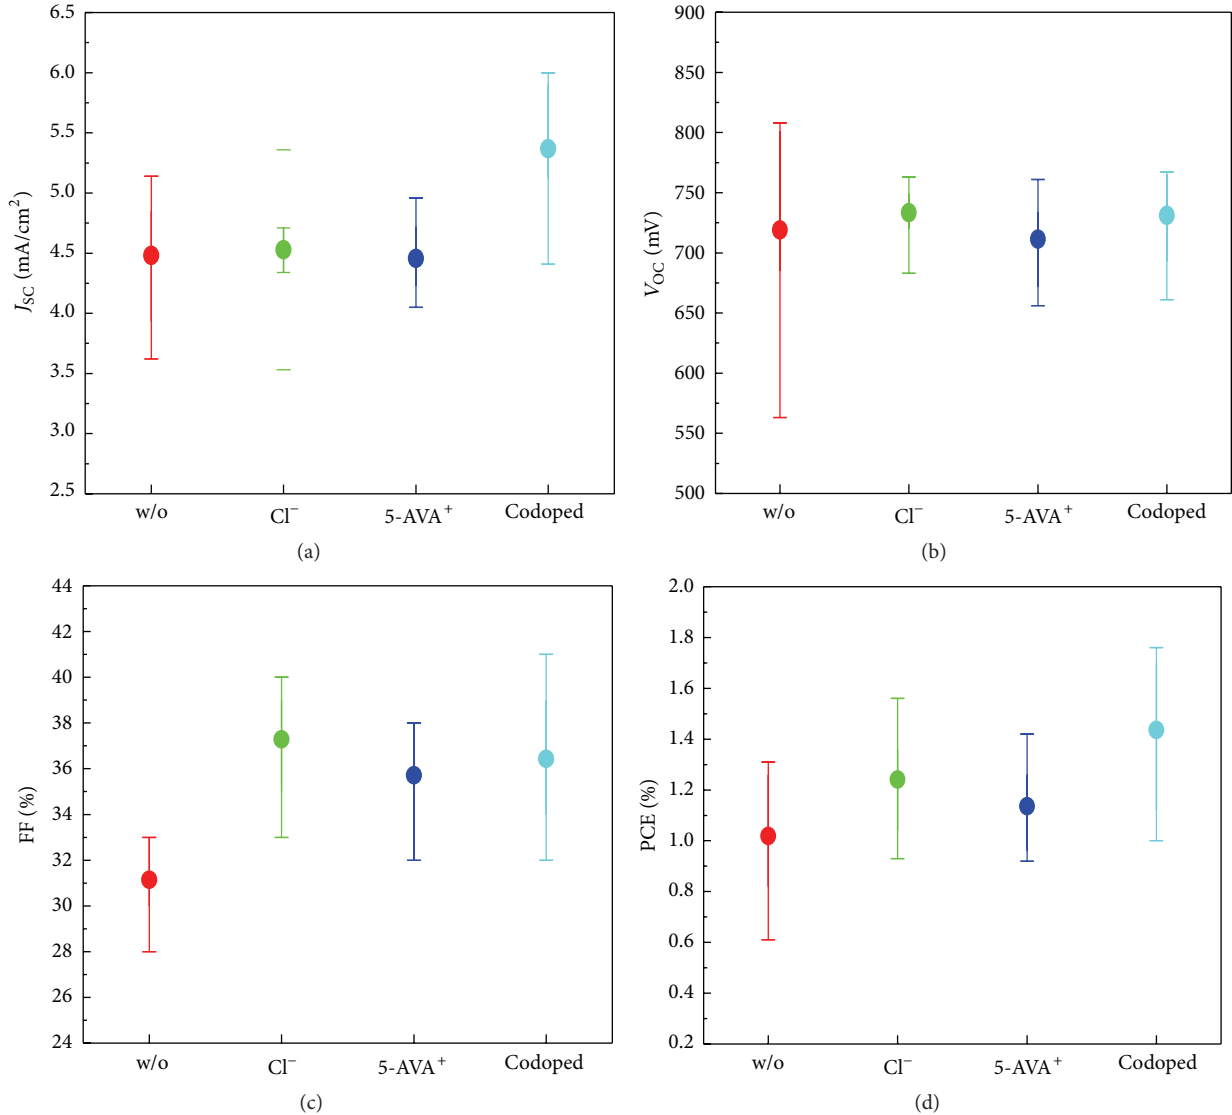 6.5
6.0
5.5
5.0
4.5
4.0
3.5
3.0
2.5
J_SC (mA/cm²)
w/o
Cl⁻
5-AVA⁺
Codoped
(a)
900
850
800
750
700
650
600
550
500
V_OC (mV)
w/o
Cl⁻
5-AVA⁺
Codoped
(b)
44
42
40
38
36
34
32
30
28
26
24
FF (%)
w/o
Cl⁻
5-AVA⁺
Codoped
(c)
2.0
1.8
1.6
1.4
1.2
1.0
0.8
0.6
0.4
0.2
PCE (%)
w/o
Cl⁻
5-AVA⁺
Codoped
(d)